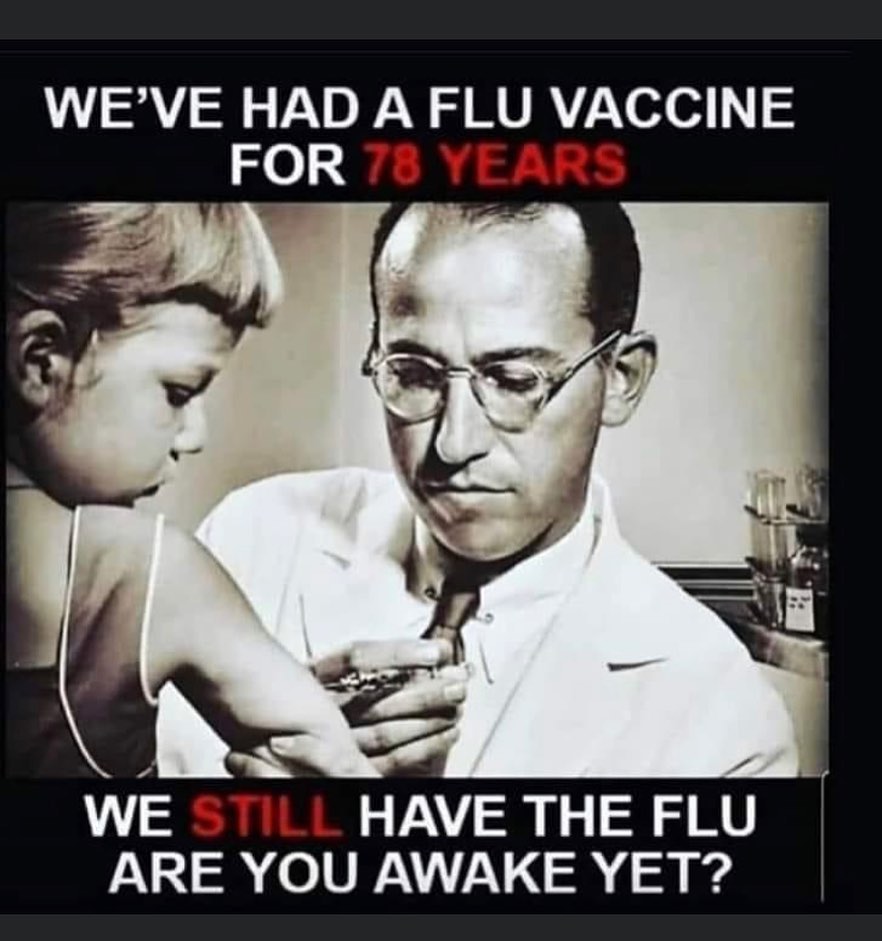 WE'VE HAD A FLU VACCINE
FOR 78 YEARS
WE STILL HAVE THE FLU
ARE YOU AWAKE YET?